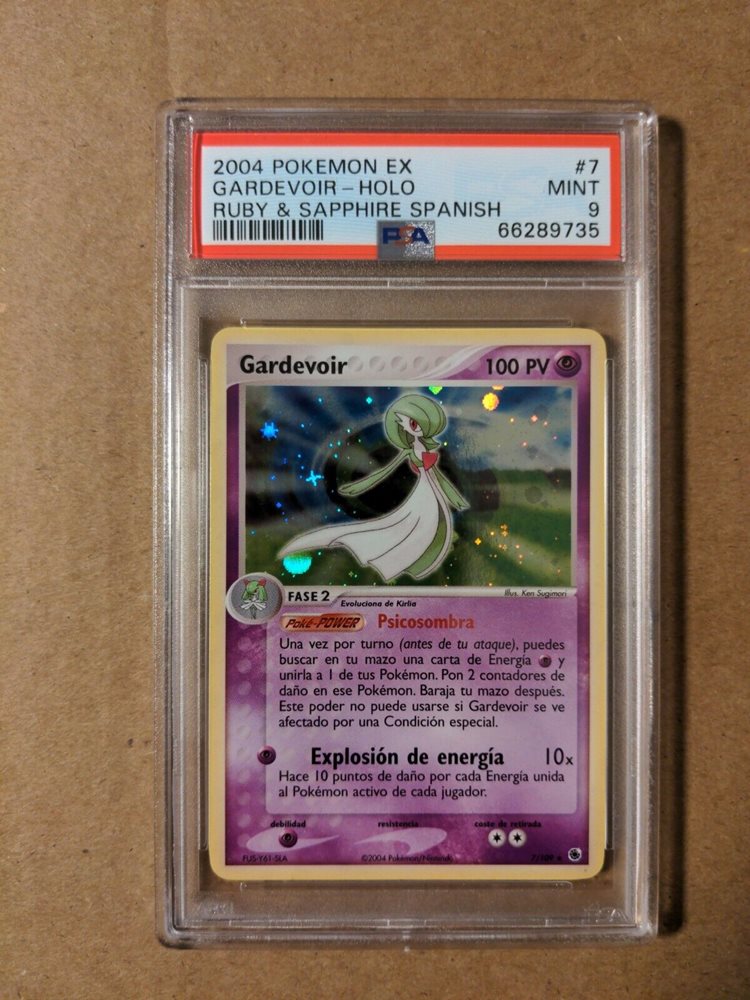 2004 POKEMON EX #7
GARDEVOIR - HOLO MINT
RUBY & SAPPHIRE SPANISH 9
PSA 66289735
Gardevoir 100 PV
FASE 2
Illus. Ken Sugimori
Evoluciona de Kirlia
Poké-POWER Psicosombra
Una vez por turno (antes de tu ataque), puedes
buscar en tu mazo una carta de Energía y
unirla a 1 de tus Pokémon. Pon 2 contadores de
daño en ese Pokémon. Baraja tu mazo después.
Este poder no puede usarse si Gardevoir se ve
afectado por una Condición especial.
Explosión de energía 10x
Hace 10 puntos de daño por cada Energía unida
al Pokémon activo de cada jugador.
debilidad resistencia coste de retirada
FUS-Y61-SLA ©2004 Pokémon/Nintendo 7/109